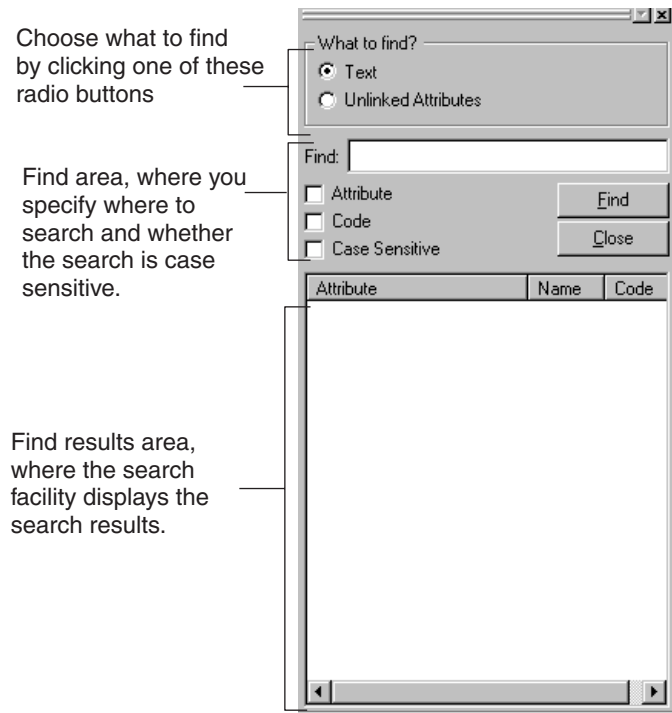 Choose what to find
by clicking one of these
radio buttons
What to find?
Text
Unlinked Attributes
Find area, where you
specify where to
search and whether
the search is case
sensitive.
Find:
Attribute
Code
Case Sensitive
Find
Close
Attribute Name Code
Find results area,
where the search
facility displays the
search results.